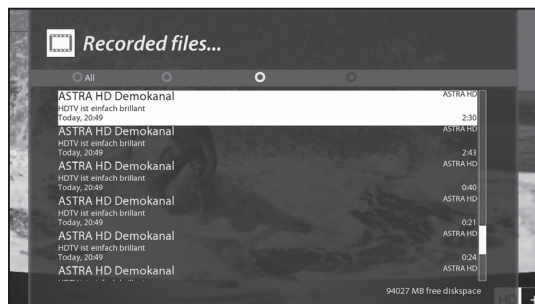 Recorded files...
All
ASTRA HD Demokanal ASTRA HD
HDTV ist einfach brillant
Today, 20:49 2:30
ASTRA HD Demokanal ASTRA HD
HDTV ist einfach brillant
Today, 20:49 2:43
ASTRA HD Demokanal ASTRA HD
HDTV ist einfach brillant
Today, 20:49 0:40
ASTRA HD Demokanal ASTRA HD
HDTV ist einfach brillant
Today, 20:49 0:21
ASTRA HD Demokanal ASTRA HD
HDTV ist einfach brillant
Today, 20:49 0:24
ASTRA HD Demokanal ASTRA HD
94027 MB free diskspace
HD